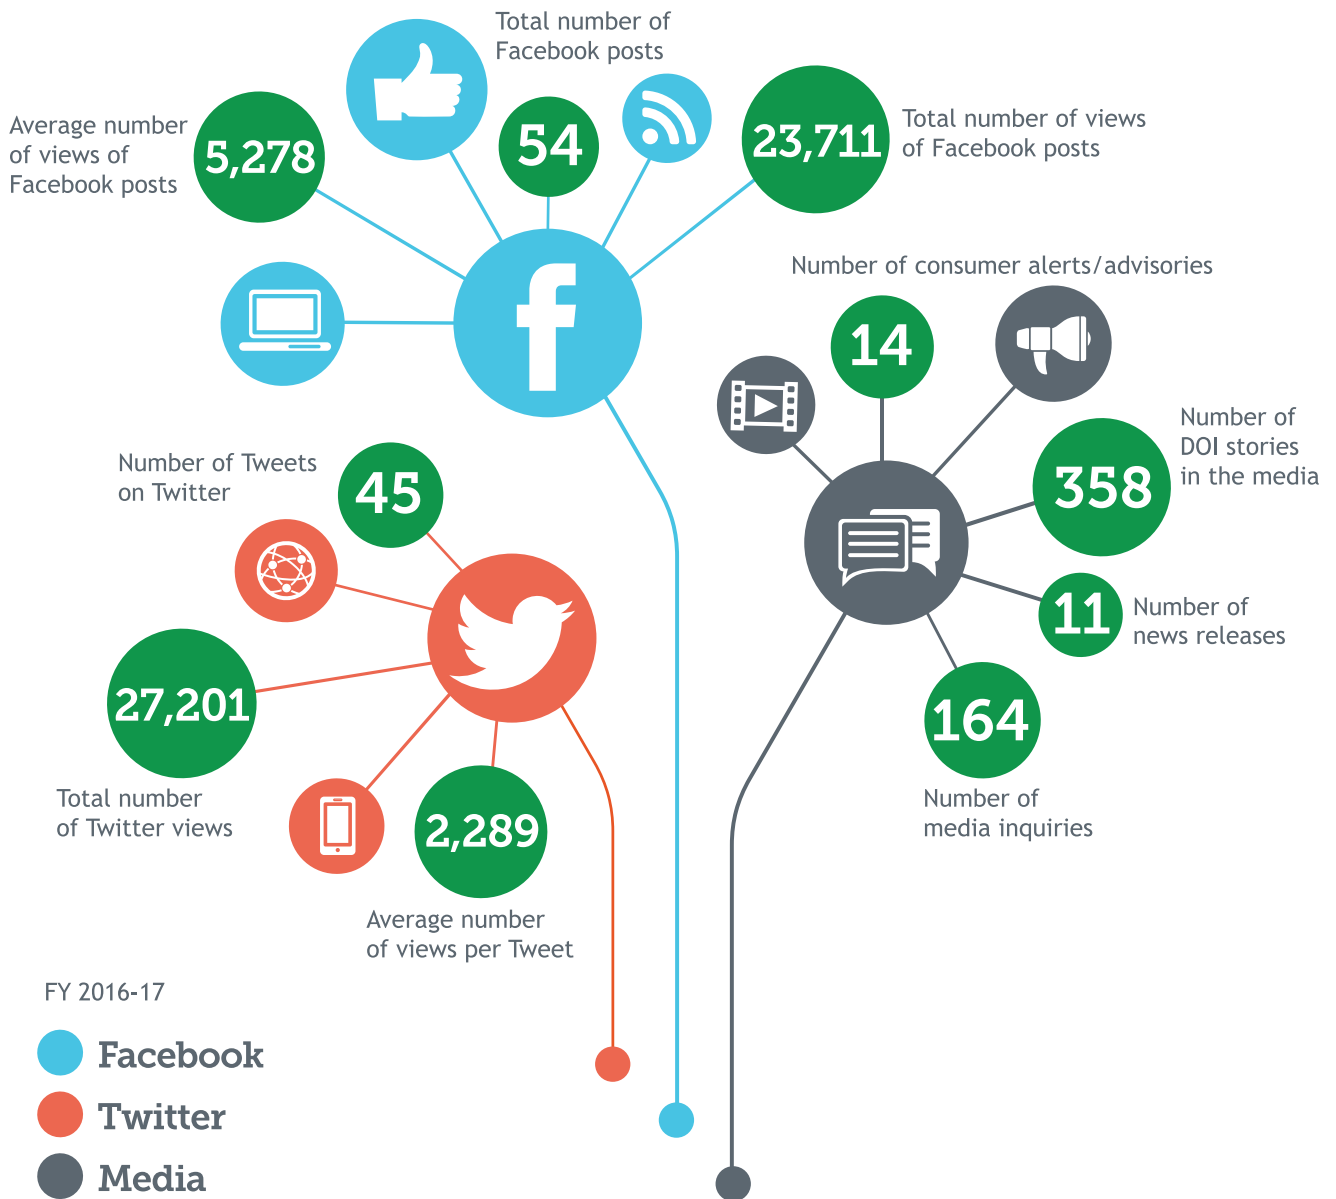 Total number of
Facebook posts
54
Average number
of views of
Facebook posts
5,278
23,711
Total number of views
of Facebook posts
f
Number of consumer alerts/advisories
14
Number of
DOI stories
in the media
358
11
Number of
news releases
164
Number of
media inquiries
Number of Tweets
on Twitter
45
27,201
Total number
of Twitter views
2,289
Average number
of views per Tweet
FY 2016-17
Facebook
Twitter
Media